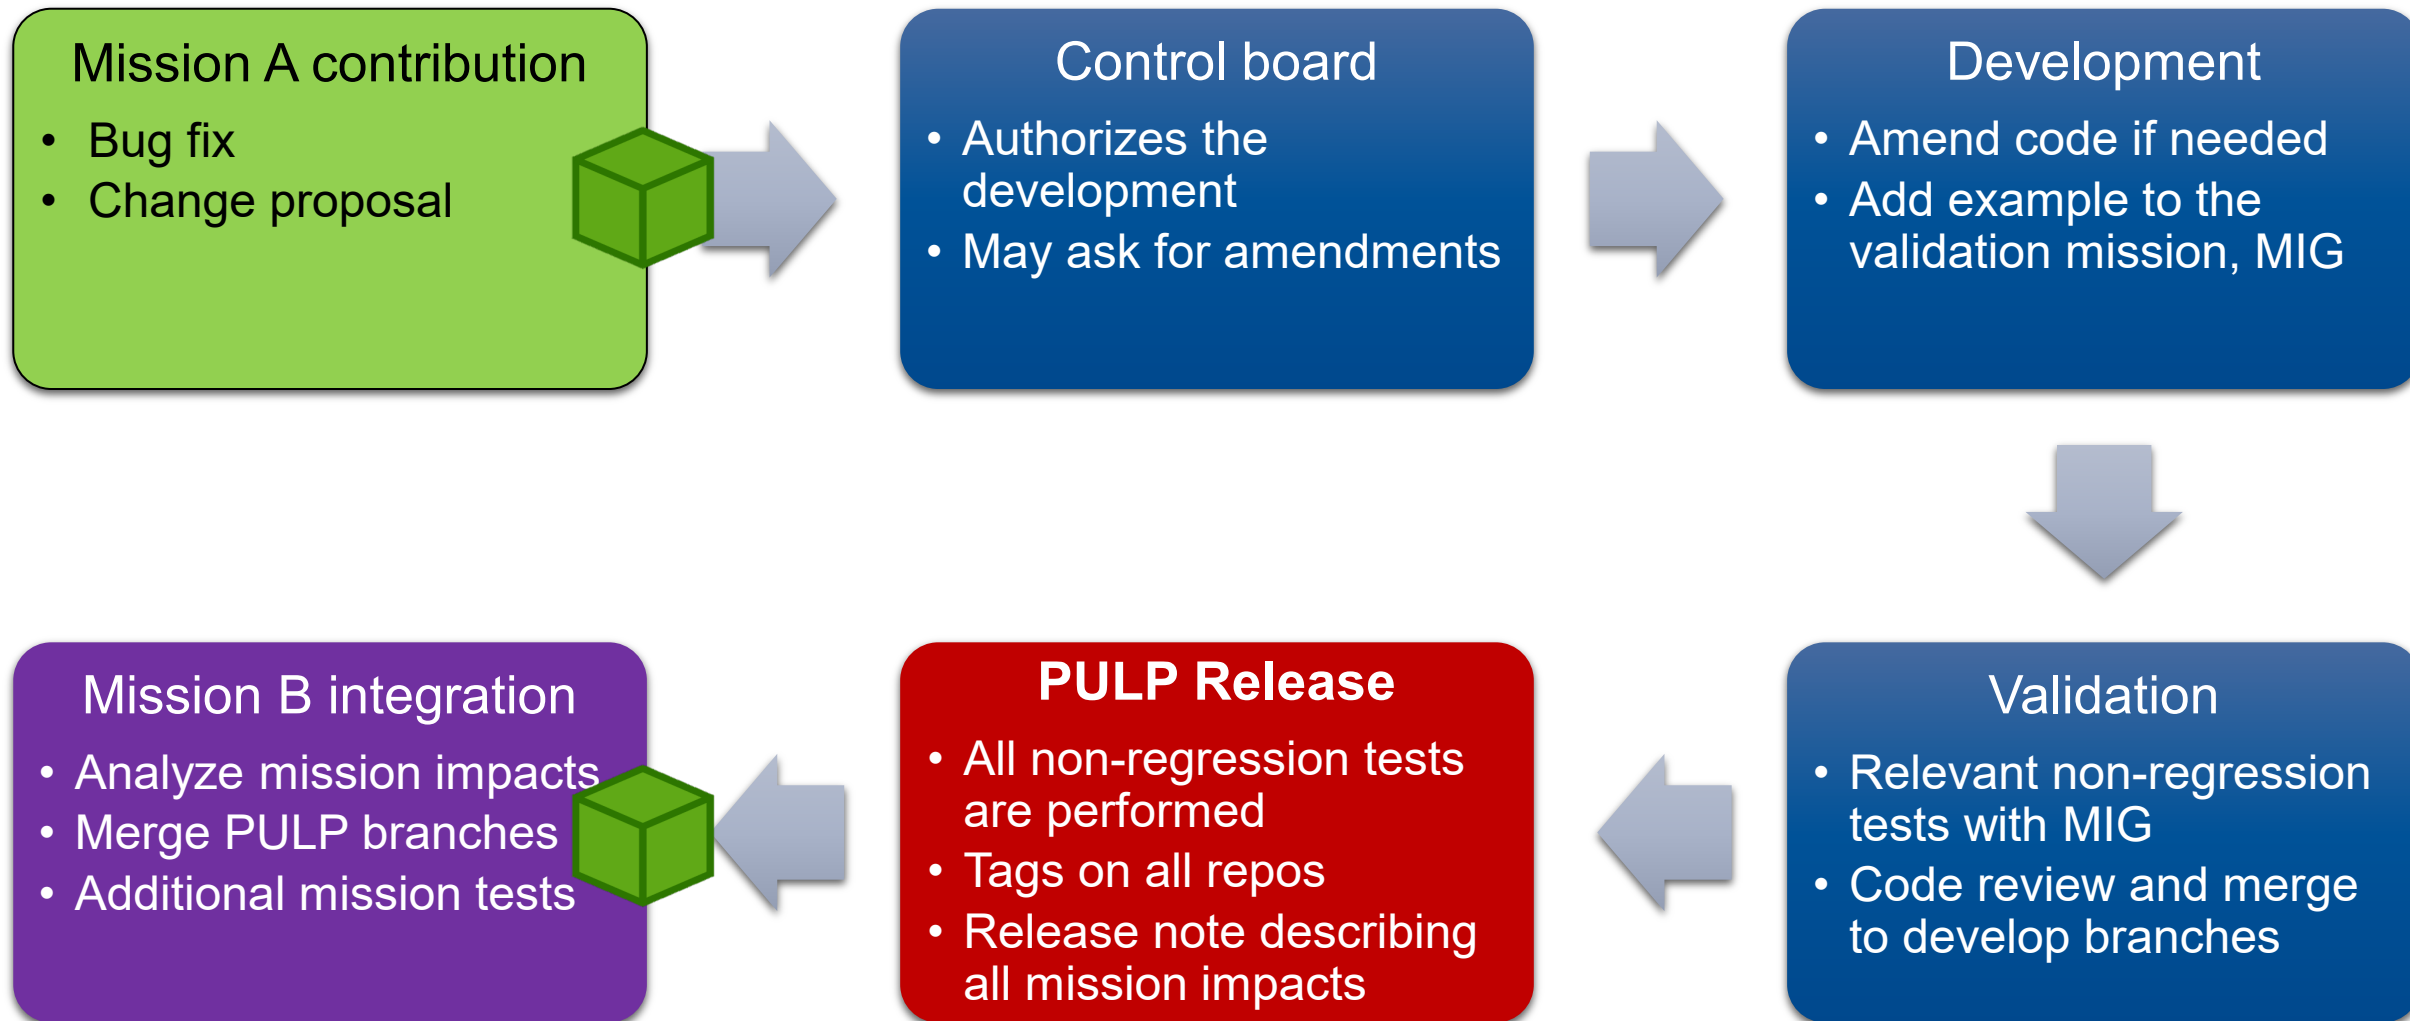 Mission A contribution
• Bug fix
• Change proposal
Control board
• Authorizes the
development
• May ask for amendments
Development
• Amend code if needed
• Add example to the
validation mission, MIG
Mission B integration
• Analyze mission impacts
• Merge PULP branches
• Additional mission tests
PULP Release
• All non-regression tests
are performed
• Tags on all repos
• Release note describing
all mission impacts
Validation
• Relevant non-regression
tests with MIG
• Code review and merge
to develop branches